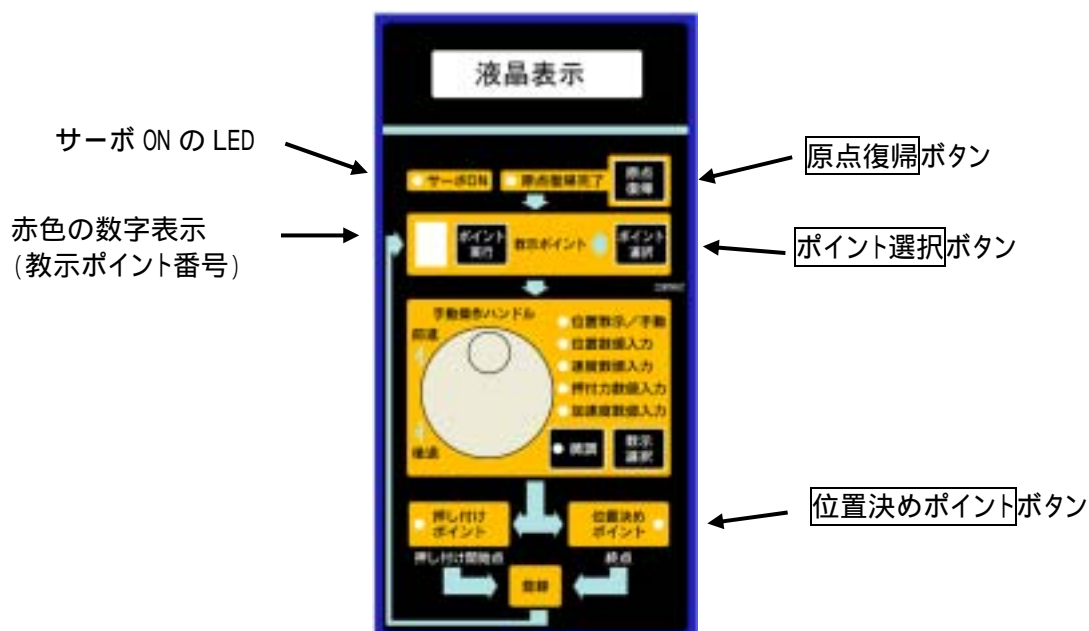 液晶表示
サーボ ON の LED
原点復帰ボタン
サーボON
原点復帰完了
原点
復帰
赤色の数字表示
(教示ポイント番号)
ポイント
実行
教示ポイント
ポイント
選択
ポイント選択ボタン
手動操作ハンドル
前進
後退
位置教示／手動
位置数値入力
速度数値入力
押付力数値入力
加速度数値入力
微調
教示
選択
押し付け
ポイント
位置決め
ポイント
位置決めポイントボタン
押し付け開始点
終点
登録